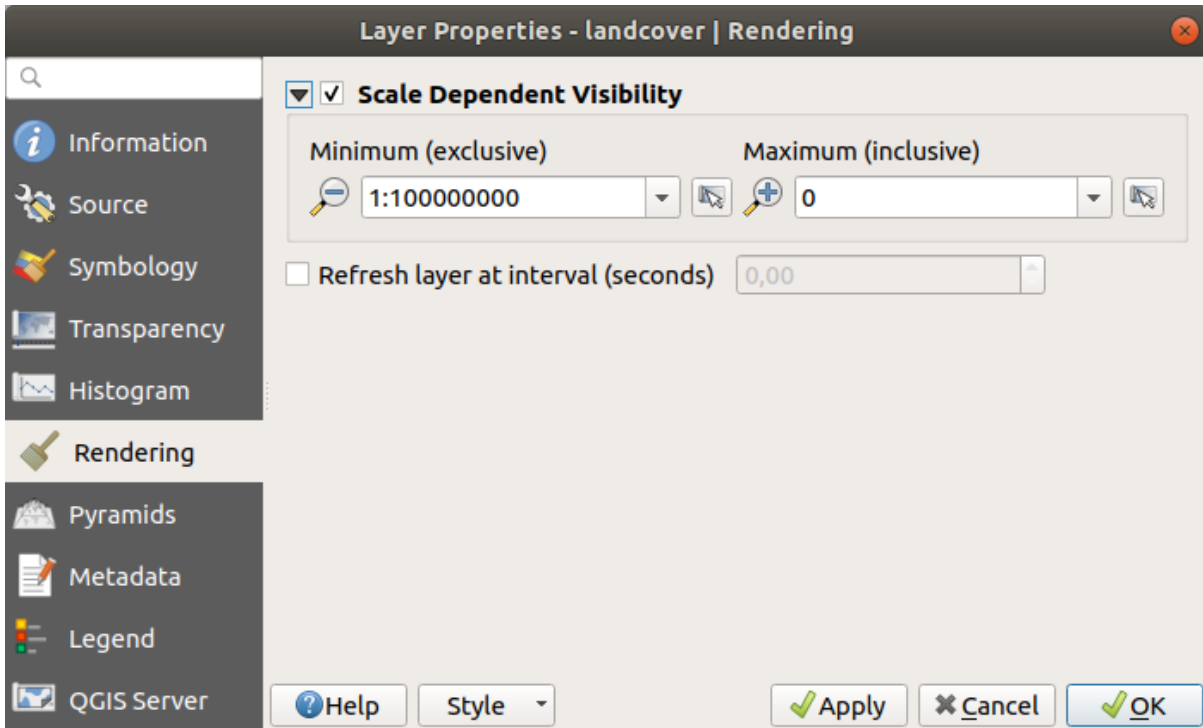 Layer Properties - landcover | Rendering
Information
Source
Symbology
Transparency
Histogram
Rendering
Pyramids
Metadata
Legend
QGIS Server
Scale Dependent Visibility
Minimum (exclusive)
Maximum (inclusive)
1:100000000
0
Refresh layer at interval (seconds)
0,00
Help
Style
Apply
Cancel
OK